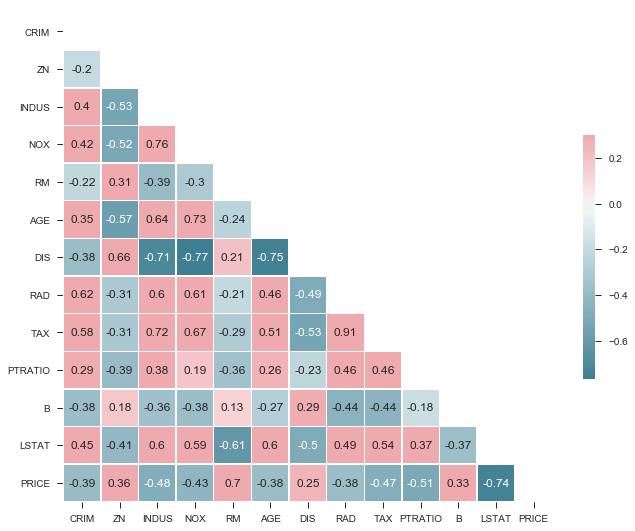 CRIM
ZN -0.2
INDUS 0.4 -0.53
NOX 0.42 -0.52 0.76
RM -0.22 0.31 -0.39 -0.3
AGE 0.35 -0.57 0.64 0.73 -0.24
DIS -0.38 0.66 -0.71 -0.77 0.21 -0.75
RAD 0.62 -0.31 0.6 0.61 -0.21 0.46 -0.49
TAX 0.58 -0.31 0.72 0.67 -0.29 0.51 -0.53 0.91
PTRATIO 0.29 -0.39 0.38 0.19 -0.36 0.26 -0.23 0.46 0.46
B -0.38 0.18 -0.36 -0.38 0.13 -0.27 0.29 -0.44 -0.44 -0.18
LSTAT 0.45 -0.41 0.6 0.59 -0.61 0.6 -0.5 0.49 0.54 0.37 -0.37
PRICE -0.39 0.36 -0.48 -0.43 0.7 -0.38 0.25 -0.38 -0.47 -0.51 0.33 -0.74
CRIM ZN INDUS NOX RM AGE DIS RAD TAX PTRATIO B LSTAT PRICE
0.2
0.0
-0.2
-0.4
-0.6